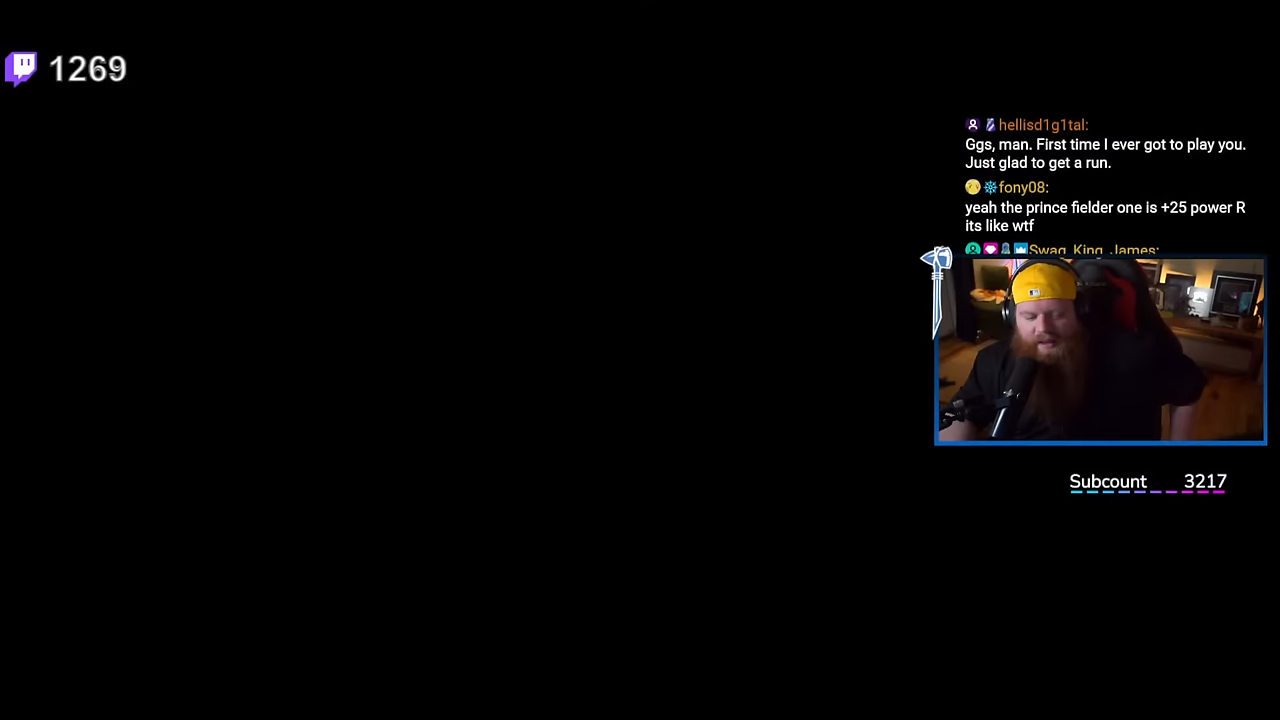 1269
hellisd1g1tal:
Ggs, man. First time I ever got to play you.
Just glad to get a run.
fony08:
yeah the prince fielder one is +25 power R
its like wtf
Swag_King_James:
Subcount 3217